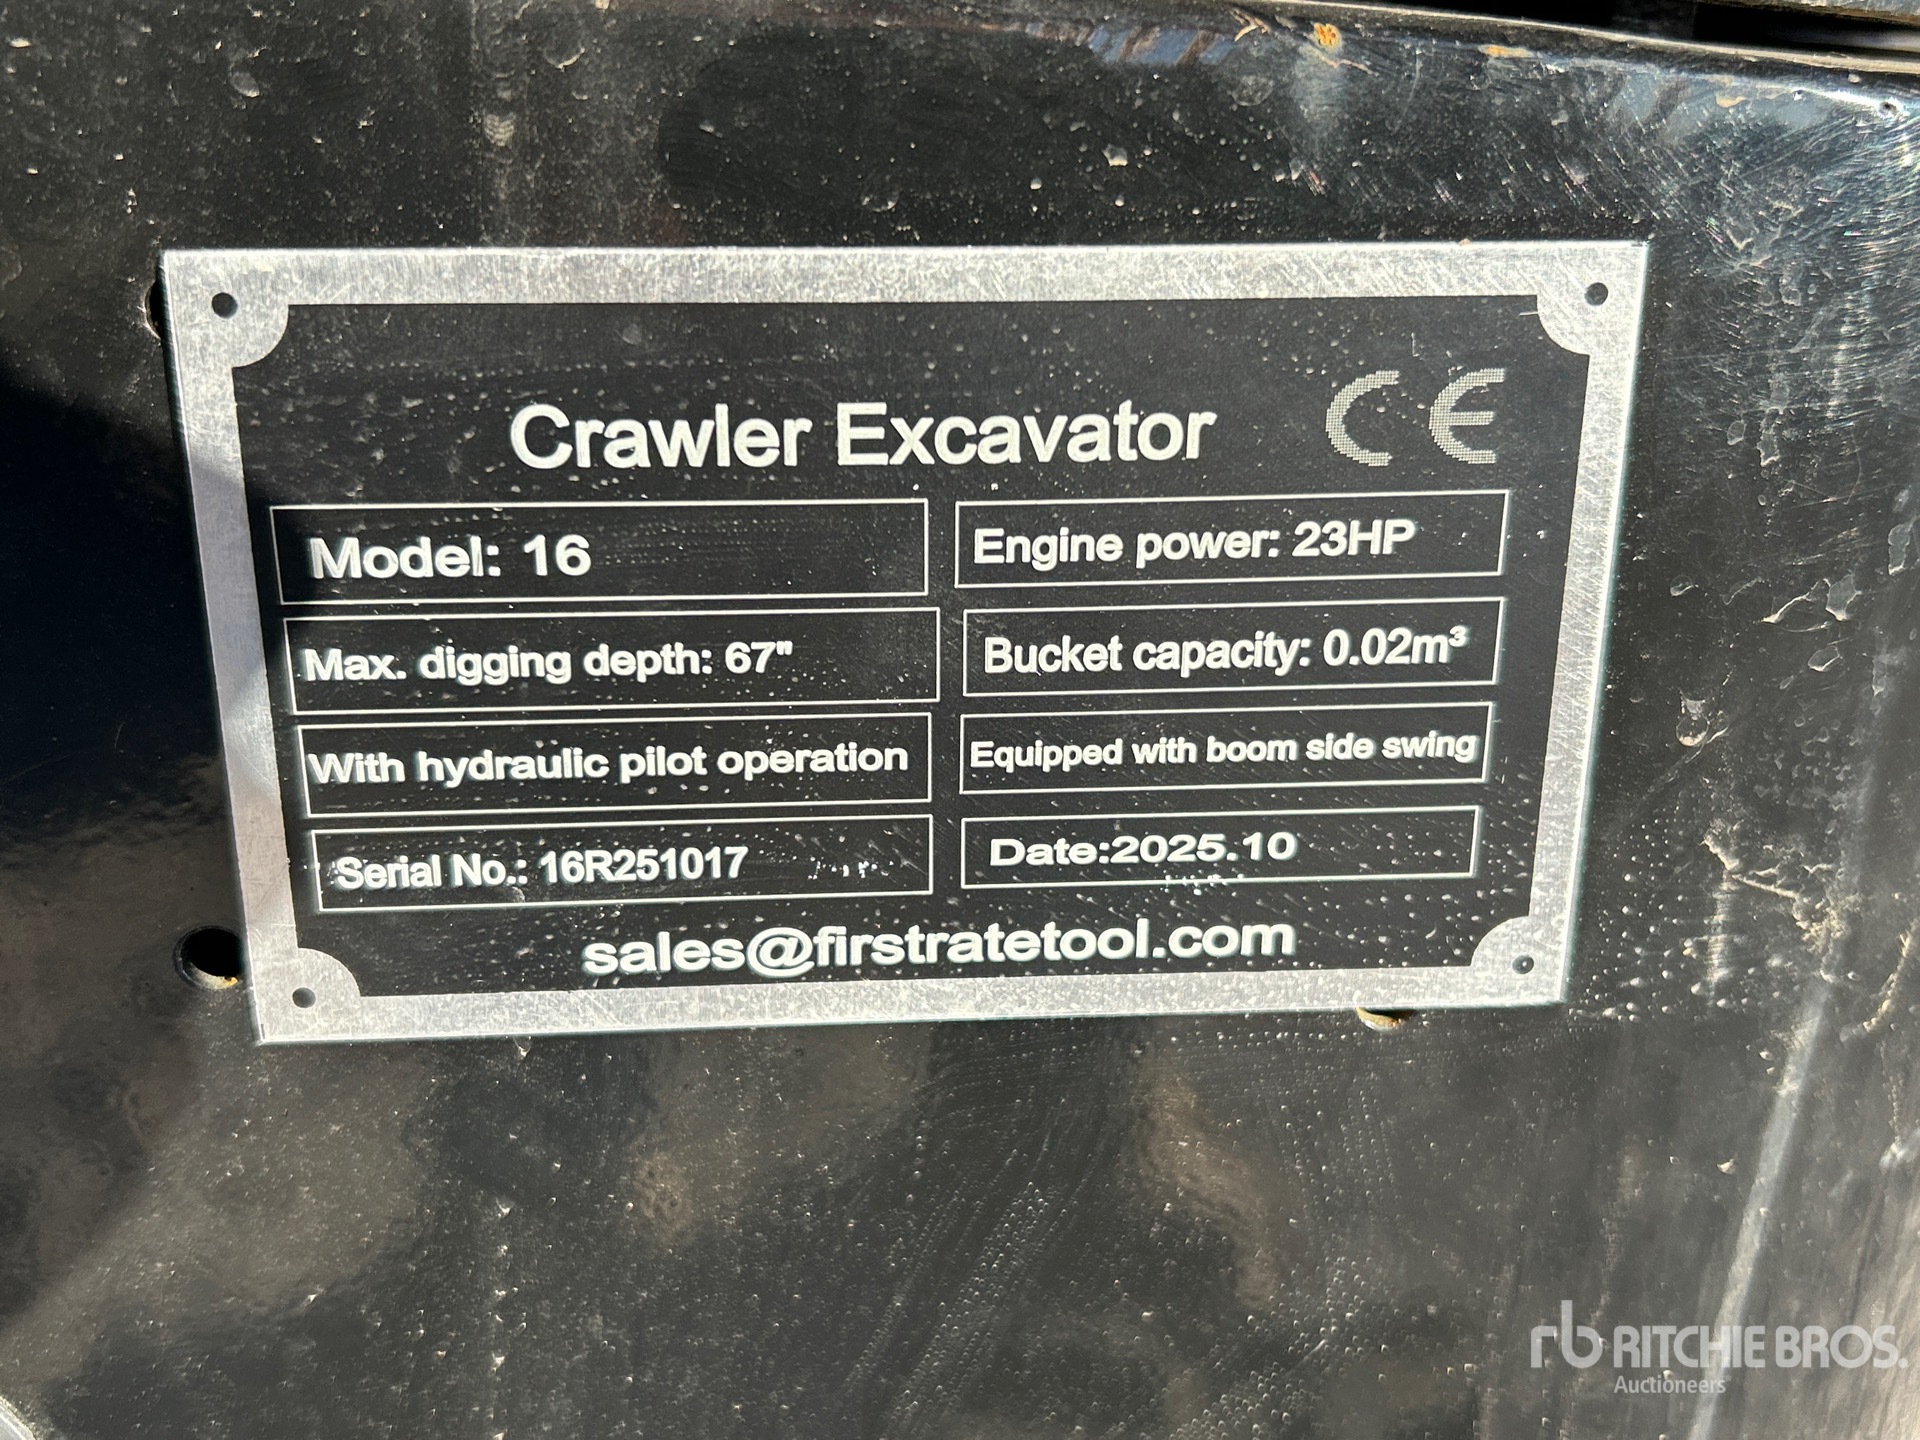 Crawler Excavator CE
Model: 16
Engine power: 23HP
Max. digging depth: 67"
Bucket capacity: 0.02m³
With hydraulic pilot operation
Equipped with boom side swing
Serial No.: 16R251017
Date:2025.10
sales@firstratetool.com
rb RITCHIE BROS.
Auctioneers